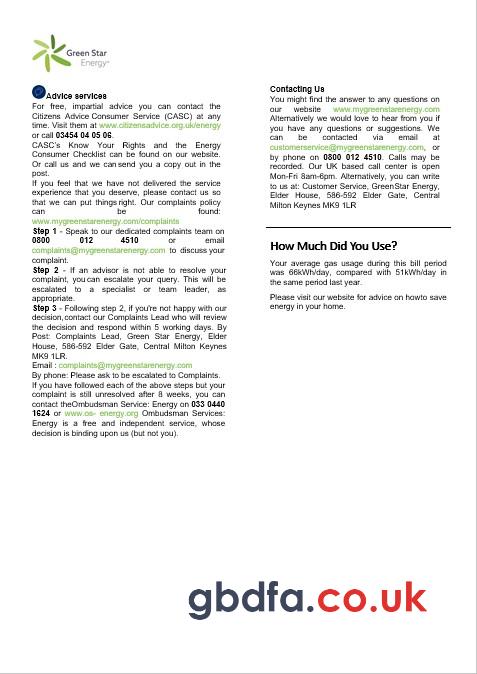 Green Star
Energy
Advice services
For free, impartial advice you can contact the
Citizens Advice Consumer Service (CASC) at any
time. Visit them at www.citizensadvice.org.uk/energy
or call 03454 04 05 06.
CASC's Know Your Rights and the Energy
Consumer Checklist can be found on our website.
Or call us and we can send you a copy out in the
post.
If you feel that we have not delivered the service
experience that you deserve, please contact us so
that we can put things right. Our complaints policy
can be found:
www.mygreenstarenergy.com/complaints
Step 1 - Speak to our dedicated complaints team on
0800 012 4510 or email
complaints@mygreenstarenergy.com to discuss your
complaint.
Step 2 - If an advisor is not able to resolve your
complaint, you can escalate your query. This will be
escalated to a specialist or team leader, as
appropriate.
Step 3 - Following step 2, if you're not happy with our
decision,contact our Complaints Lead who will review
the decision and respond within 5 working days. By
Post: Complaints Lead, Green Star Energy, Elder
House, 586-592 Elder Gate, Central Milton Keynes
MK9 1LR.
Email : complaints@mygreenstarenergy.com
By phone: Please ask to be escalated to Complaints.
If you have followed each of the above steps but your
complaint is still unresolved after 8 weeks, you can
contact theOmbudsman Service: Energy on 033 0440
1624 or www.os- energy.org Ombudsman Services:
Energy is a free and independent service, whose
decision is binding upon us (but not you).
Contacting Us
You might find the answer to any questions on
our website www.mygreenstarenergy.com
Alternatively we would love to hear from you if
you have any questions or suggestions. We
can be contacted via email at
customerservice@mygreenstarenergy.com, or
by phone on 0800 012 4510. Calls may be
recorded. Our UK based call center is open
Mon-Fri 8am-6pm. Alternatively, you can write
to us at: Customer Service, GreenStar Energy,
Elder House, 586-592 Elder Gate, Central
Milton Keynes MK9 1LR
How Much Did You Use?
Your average gas usage during this bill period
was 66kWh/day, compared with 51kWh/day in
the same period last year.
Please visit our website for advice on howto save
energy in your home.
gbdfa.co.uk